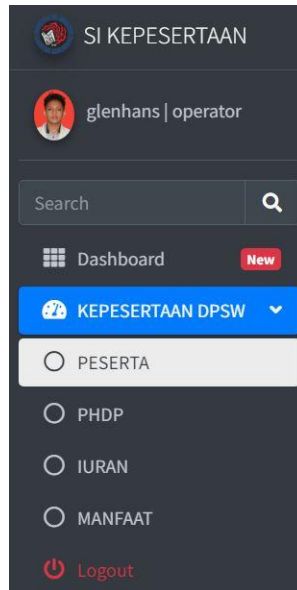 SI KEPESERTAAN
glenhans | operator
Search
Dashboard New
KEPESERTAAN DPSW
PESERTA
PHDP
IURAN
MANFAAT
Logout